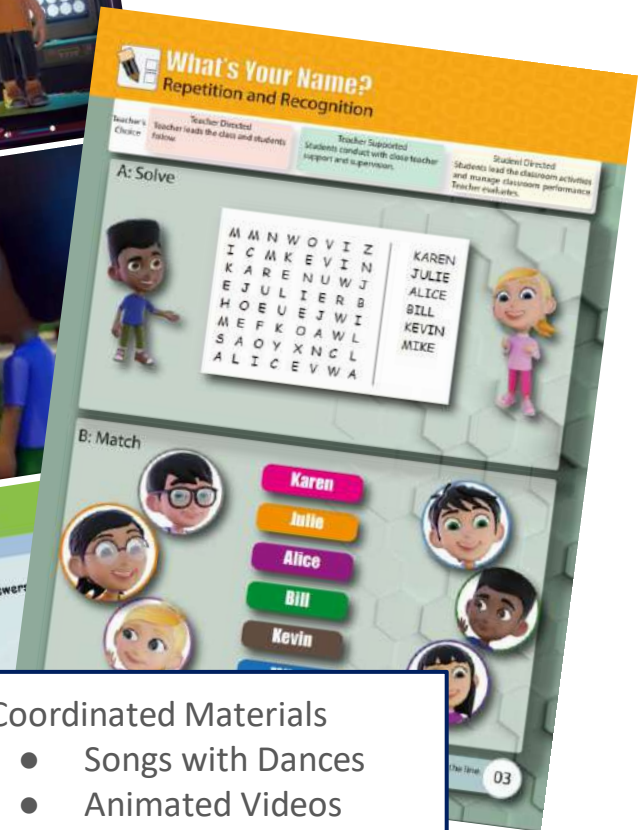 What's Your Name?
Repetition and Recognition
Teacher's
Choice
Teacher Directed
Teacher leads the class and students
follow.
Teacher Supported
Students conduct with close teacher
support and supervision.
Student Directed
Students lead the classroom activities
and manage classroom performance
Teacher evaluates.
A: Solve
M M N W O V I Z
I C M K E V I N
K A R E N U W J
E J U L I E R B
H O E U E J W I
M E F K O A W L
S A O Y X N C L
A L I C E V W A
KAREN
JULIE
ALICE
BILL
KEVIN
MIKE
B: Match
Karen
Julie
Alice
Bill
Kevin
the line
03
Coordinated Materials
● Songs with Dances
● Animated Videos